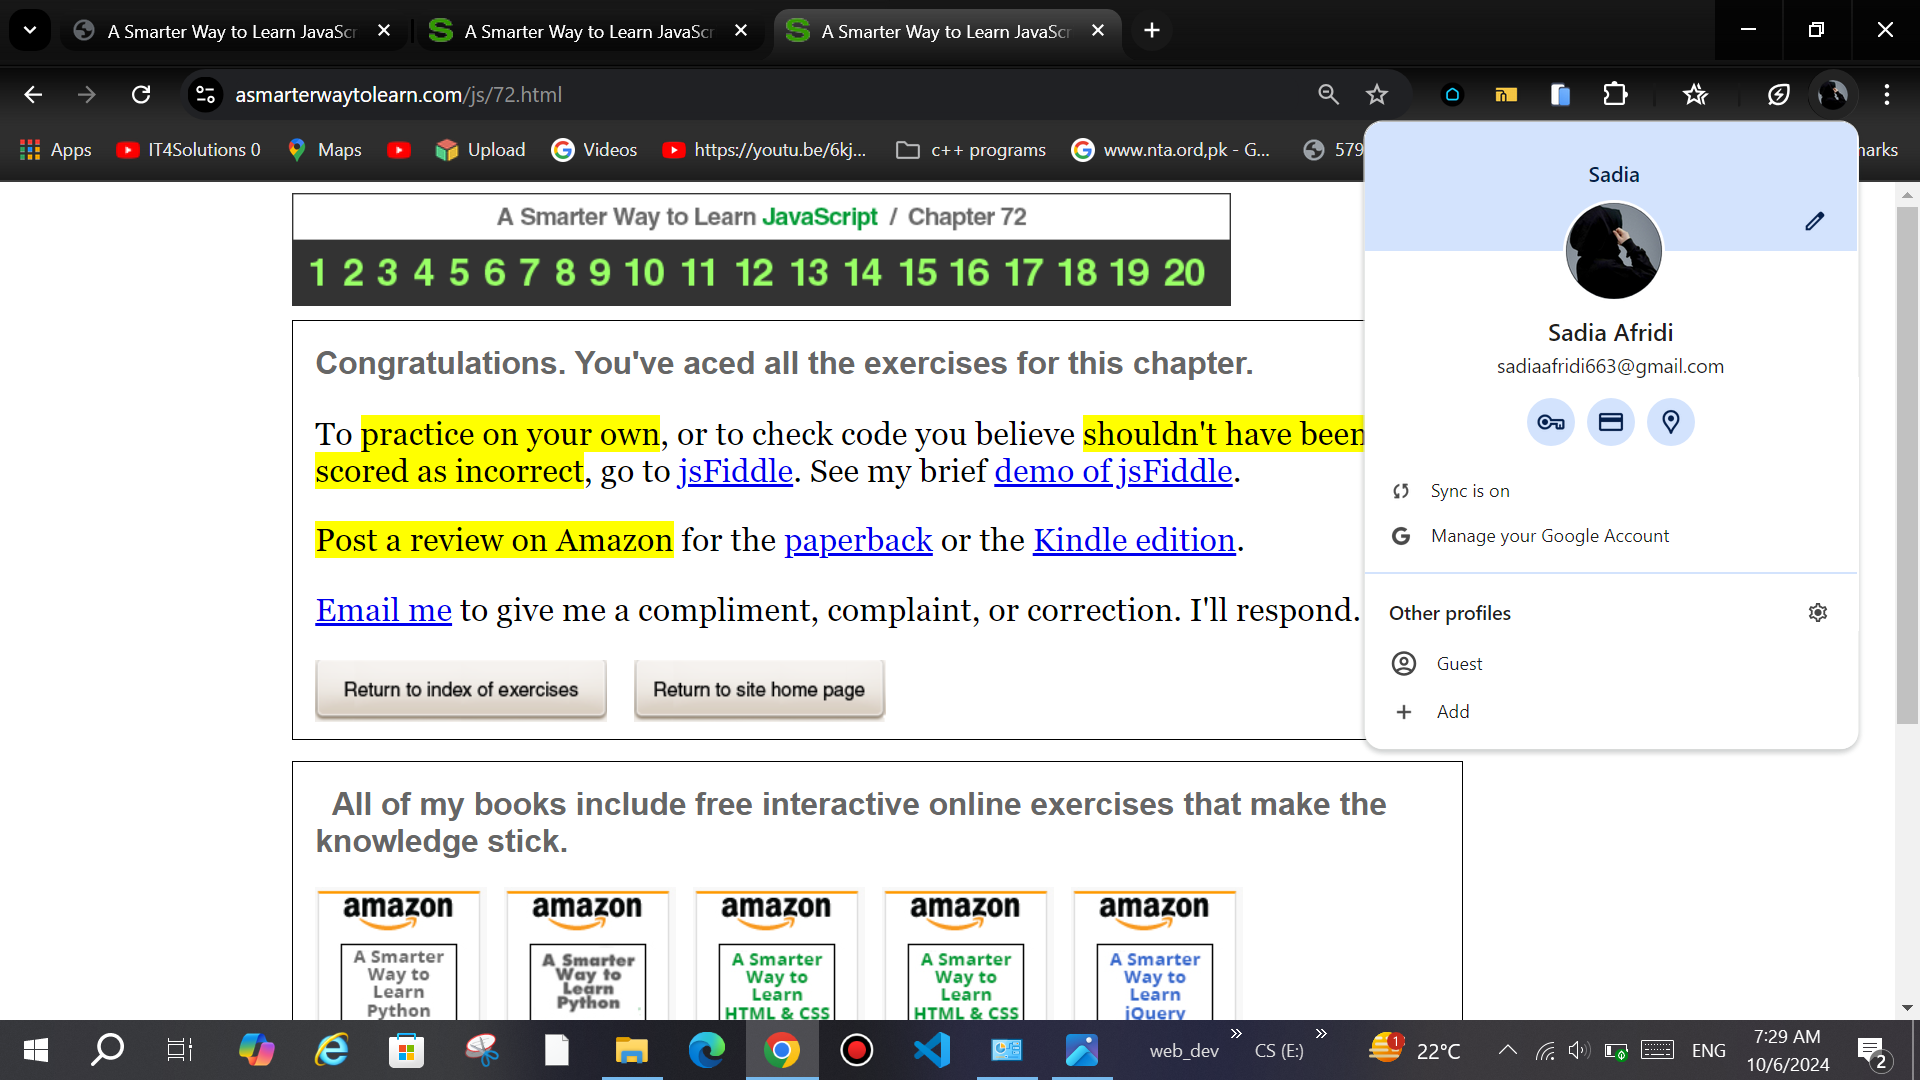 A Smarter Way to Learn JavaScr
A Smarter Way to Learn JavaScr
A Smarter Way to Learn JavaScr
asmarterwaytolearn.com/js/72.html
Apps
IT4Solutions 0
Maps
Upload
Videos
https://youtu.be/6kj...
c++ programs
www.nta.ord,pk - G...
579
narks
A Smarter Way to Learn JavaScript / Chapter 72
1 2 3 4 5 6 7 8 9 10 11 12 13 14 15 16 17 18 19 20
Congratulations. You've aced all the exercises for this chapter.
To practice on your own, or to check code you believe shouldn't have been
scored as incorrect, go to jsFiddle. See my brief demo of jsFiddle.
Post a review on Amazon for the paperback or the Kindle edition.
Email me to give me a compliment, complaint, or correction. I'll respond.
Return to index of exercises
Return to site home page
Sadia
Sadia Afridi
sadiaafridi663@gmail.com
Sync is on
Manage your Google Account
Other profiles
Guest
Add
All of my books include free interactive online exercises that make the
knowledge stick.
amazon
A Smarter
Way to
Learn
Python
amazon
A Smarter
Way to
Learn
Python
amazon
A Smarter
Way to
Learn
HTML & CSS
amazon
A Smarter
Way to
Learn
HTML & CSS
amazon
A Smarter
Way to
Learn
jQuery
web_dev
CS (E:)
1
22°C
ENG
7:29 AM
10/6/2024
2